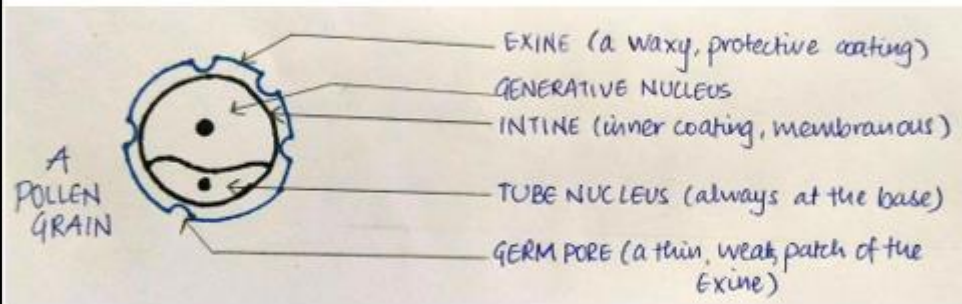 EXINE (a waxy, protective coating)
GENERATIVE NUCLEUS
INTINE (inner coating, membranous)
A
POLLEN
GRAIN
TUBE NUCLEUS (always at the base)
GERM PORE (a thin, weak patch of the
Exine)